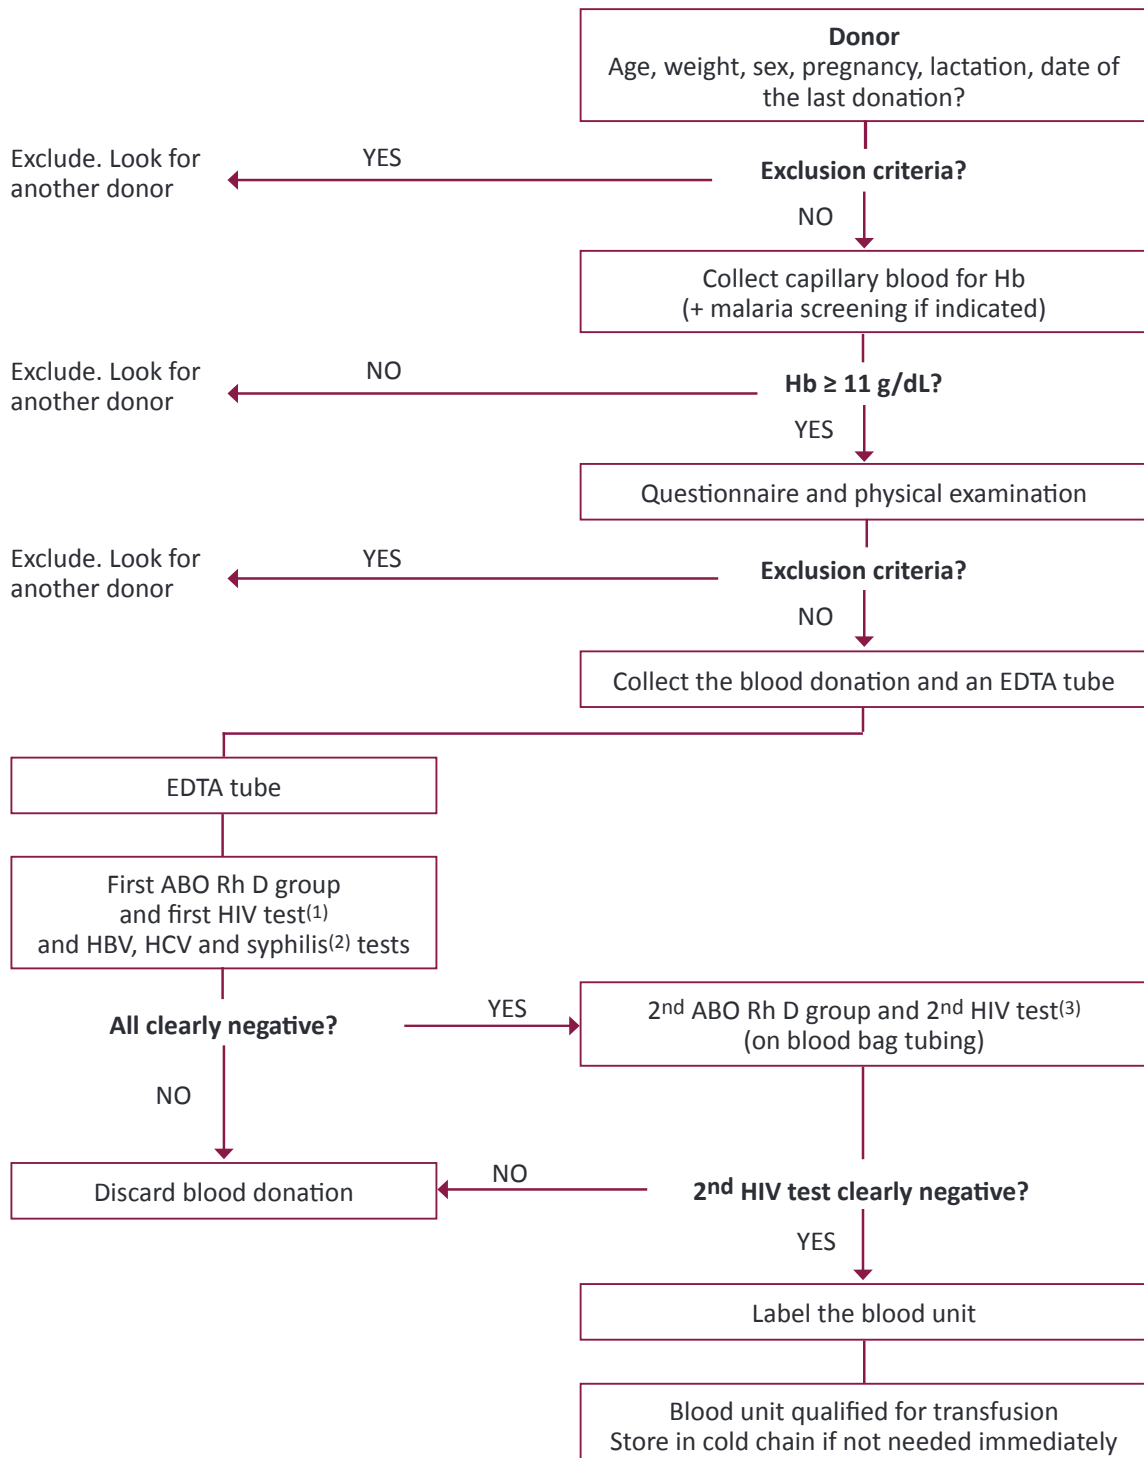 Donor
Age, weight, sex, pregnancy, lactation, date of
the last donation?
Exclude. Look for
another donor
YES
Exclusion criteria?
NO
Collect capillary blood for Hb
(+ malaria screening if indicated)
Exclude. Look for
another donor
NO
Hb ≥ 11 g/dL?
YES
Questionnaire and physical examination
Exclude. Look for
another donor
YES
Exclusion criteria?
NO
Collect the blood donation and an EDTA tube
EDTA tube
First ABO Rh D group
and first HIV test(1)
and HBV, HCV and syphilis(2) tests
All clearly negative?
YES
2nd ABO Rh D group and 2nd HIV test(3)
(on blood bag tubing)
NO
Discard blood donation
NO
2nd HIV test clearly negative?
YES
Label the blood unit
Blood unit qualified for transfusion
Store in cold chain if not needed immediately